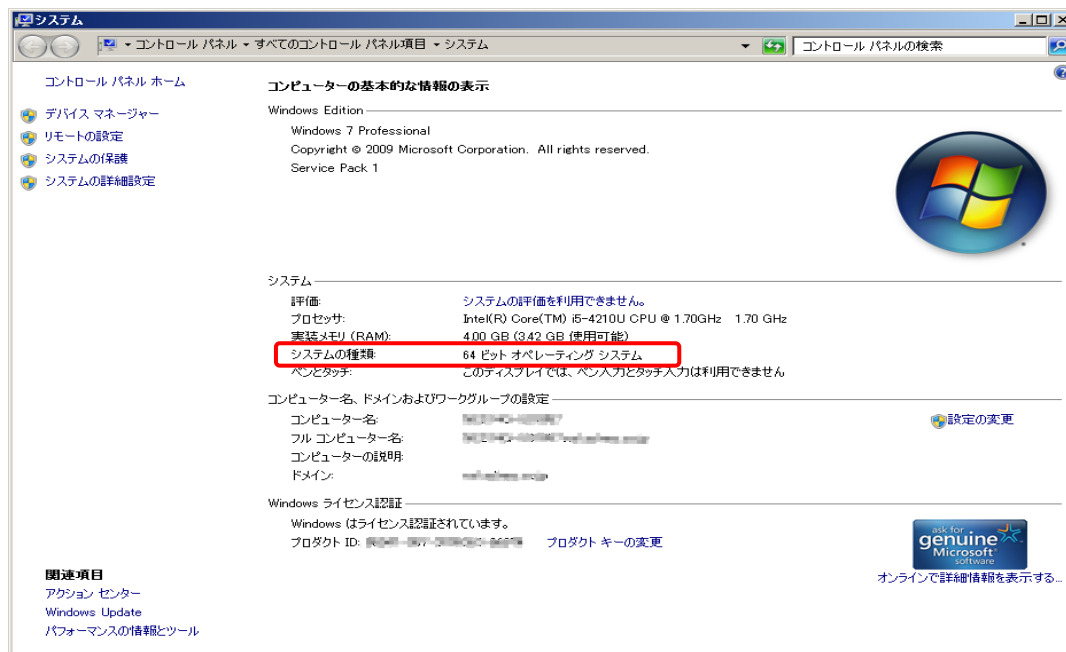 システム
コントロール パネル すべてのコントロール パネル項目 システム
コントロール パネルの検索
コントロール パネル ホーム
デバイス マネージャー
リモートの設定
システムの保護
システムの詳細設定
コンピューターの基本的な情報の表示
Windows Edition
Windows 7 Professional
Copyright © 2009 Microsoft Corporation. All rights reserved.
Service Pack 1
システム
評価: システムの評価を利用できません。
プロセッサ: Intel(R) Core(TM) i5-4210U CPU @ 1.70GHz 1.70 GHz
実装メモリ (RAM): 4.00 GB (3.42 GB 使用可能)
システムの種類: 64 ビット オペレーティング システム
ペンとタッチ: このディスプレイでは、ペン入力とタッチ入力は利用できません
コンピューター名、ドメインおよびワークグループの設定
コンピューター名:
設定の変更
フル コンピューター名:
コンピューターの説明:
ドメイン:
Windows ライセンス認証
Windows はライセンス認証されています。
プロダクト ID: プロダクト キーの変更
ask for
genuine
Microsoft
software
オンラインで詳細情報を表示する...
関連項目
アクション センター
Windows Update
パフォーマンスの情報とツール